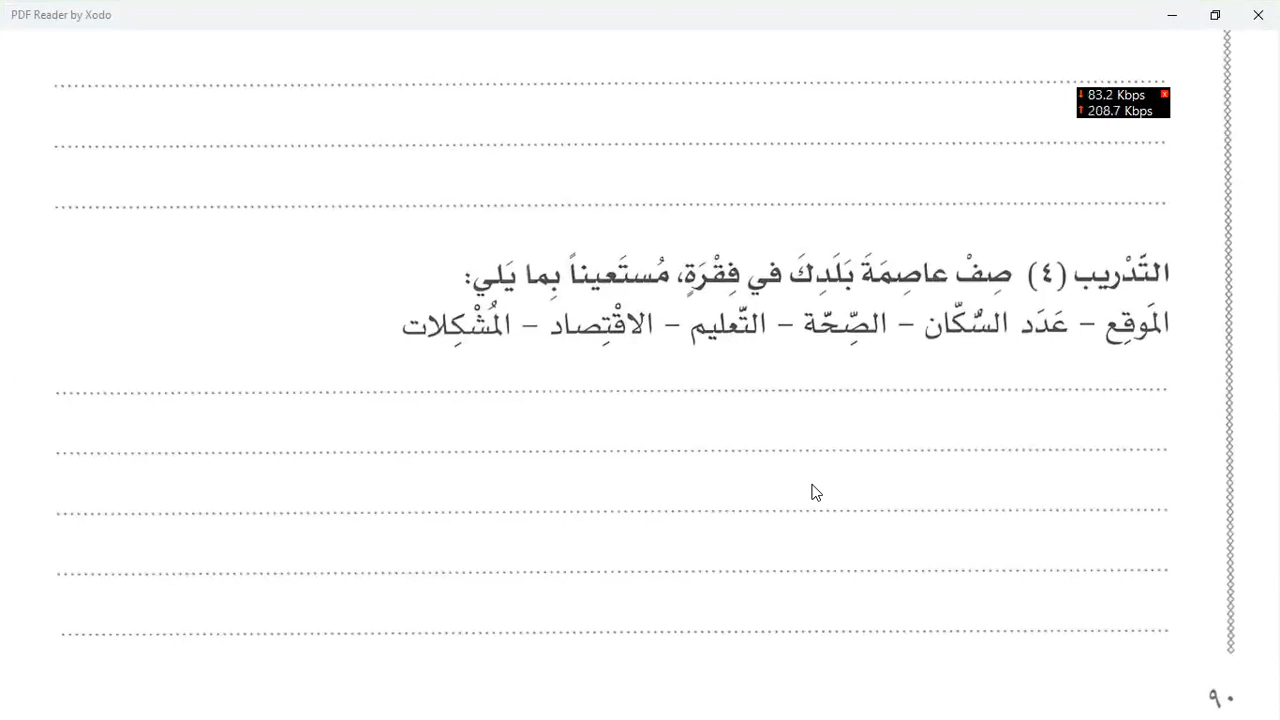 PDF Reader by Xodo
83.2 Kbps
208.7 Kbps
التَّدْريب (٤) صِفْ عاصِمَةَ بَلَدِكَ في فِقْرَةٍ، مُستَعيناً بِما يَلي:
المَوقِع – عَدَد السُّكّان – الصِّحّة – التَّعليم – الاقْتِصاد – المُشْكِلات
٩٠